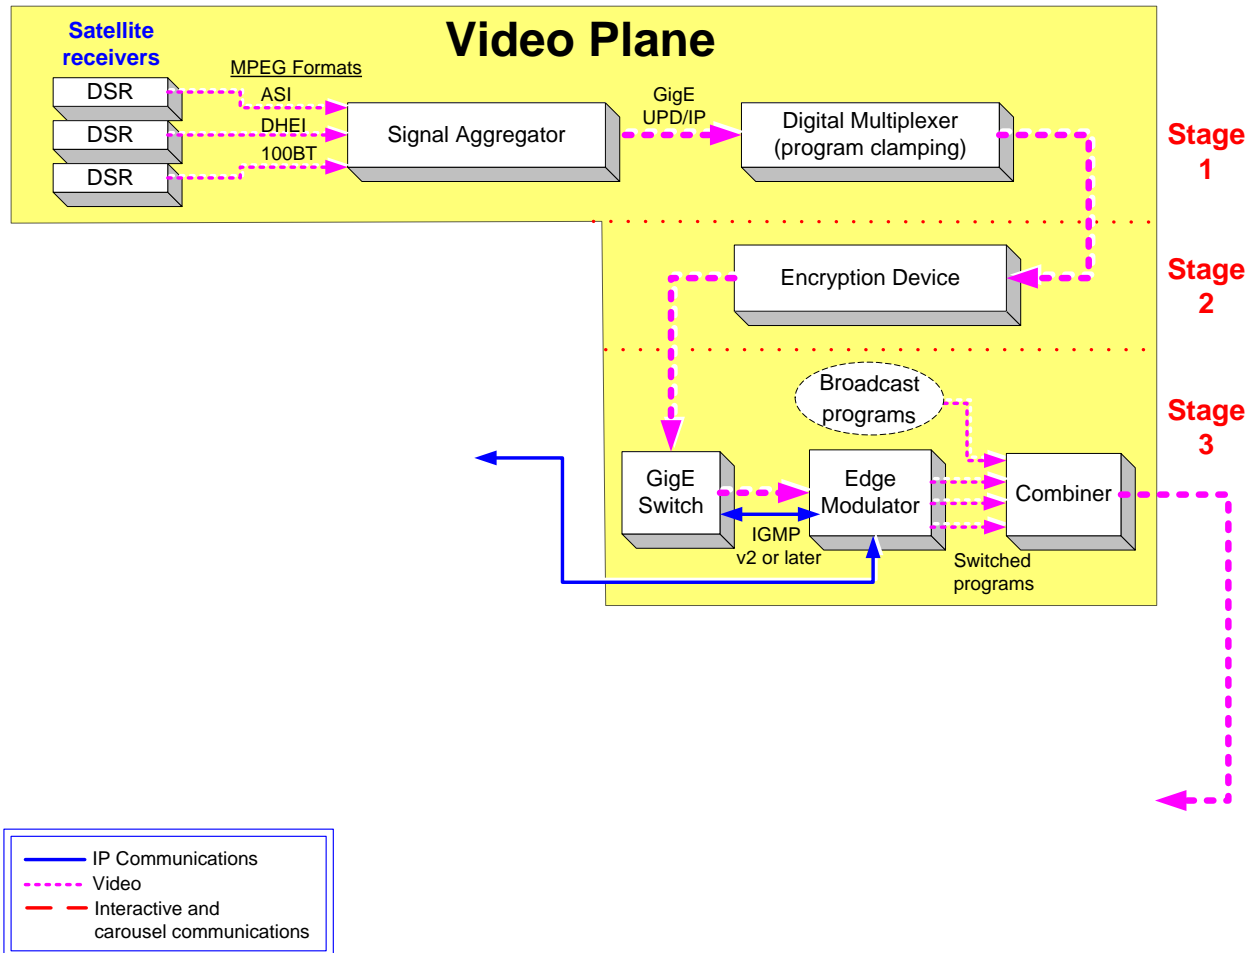 Video Plane
Satellite
receivers
MPEG Formats
DSR
DSR
DSR
ASI
DHEI
100BT
Signal Aggregator
GigE
UPD/IP
Digital Multiplexer
(program clamping)
Stage
1
Encryption Device
Stage
2
Broadcast
programs
Stage
3
GigE
Switch
IGMP
v2 or later
Edge
Modulator
Switched
programs
Combiner
IP Communications
Video
Interactive and
carousel communications